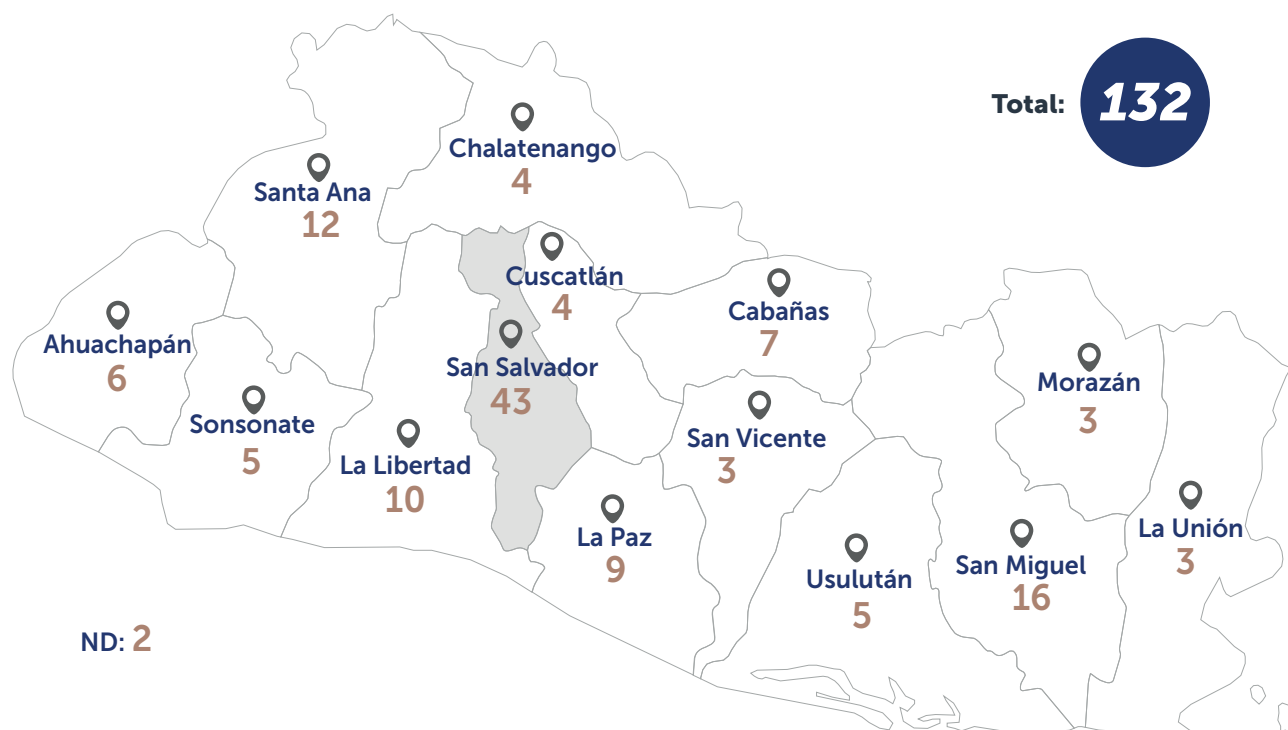 Total: 132
Chalatenango
4
Santa Ana
12
Cuscatlán
4
Cabañas
7
Ahuachapán
6
San Salvador
43
Morazán
3
Sonsonate
5
San Vicente
3
La Libertad
10
La Paz
9
La Unión
3
San Miguel
16
Usulután
5
ND: 2